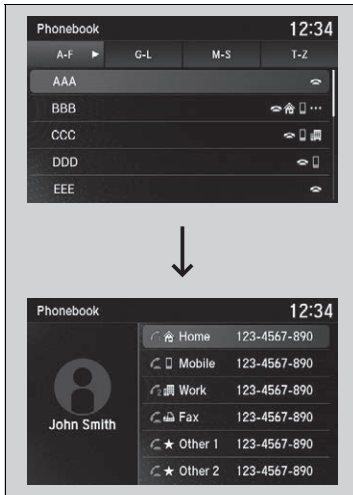 Phonebook 12:34
A-F G-L M-S T-Z
AAA
BBB
CCC
DDD
EEE
Phonebook 12:34
Home 123-4567-890
Mobile 123-4567-890
Work 123-4567-890
Fax 123-4567-890
John Smith
Other 1 123-4567-890
Other 2 123-4567-890